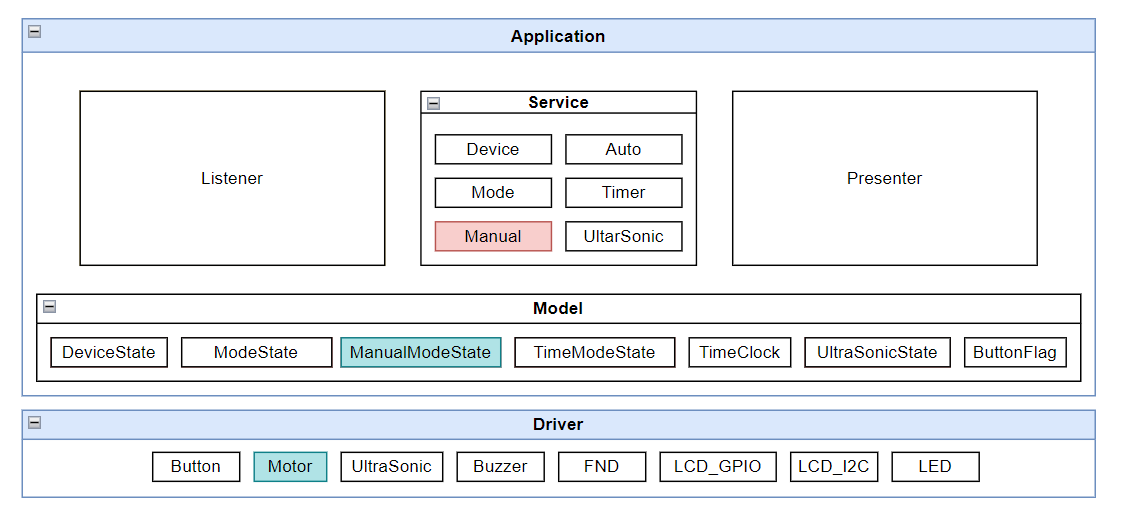 Application
Listener
Service
Device
Auto
Mode
Timer
Manual
UltarSonic
Presenter
Model
DeviceState
ModeState
ManualModeState
TimeModeState
TimeClock
UltraSonicState
ButtonFlag
Driver
Button
Motor
UltraSonic
Buzzer
FND
LCD_GPIO
LCD_I2C
LED